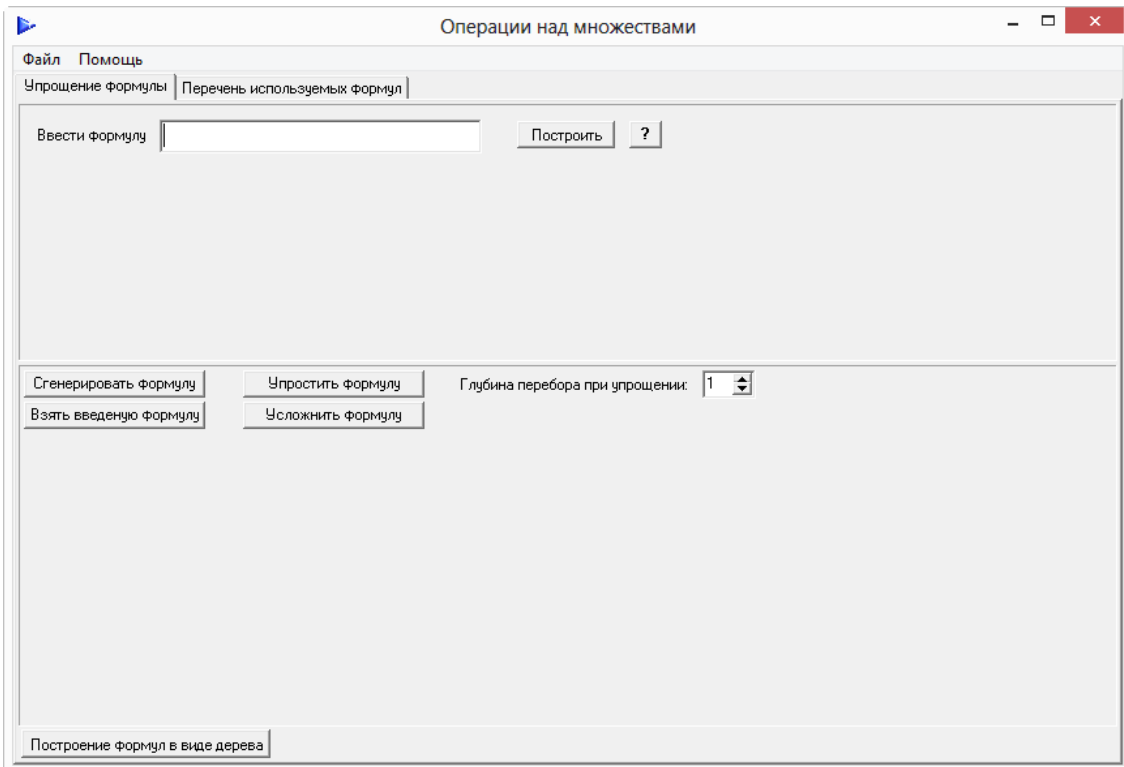 Операции над множествами
Файл Помощь
Упрощение формулы Перечень используемых формул
Ввести формулу Построить ?
Сгенерировать формулу Упростить формулу Глубина перебора при упрощении: 1
Взять введеную формулу Усложнить формулу
Построение формул в виде дерева